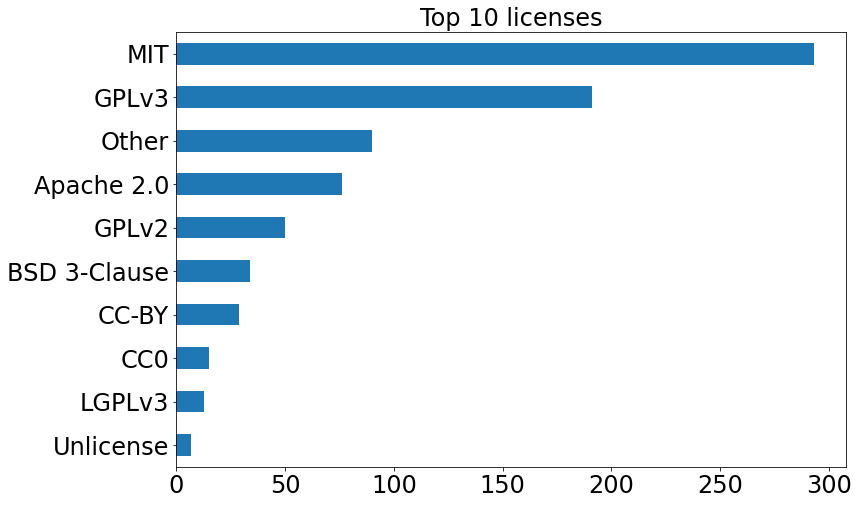 Top 10 licenses
MIT
GPLv3
Other
Apache 2.0
GPLv2
BSD 3-Clause
CC-BY
CC0
LGPLv3
Unlicense
0 50 100 150 200 250 300